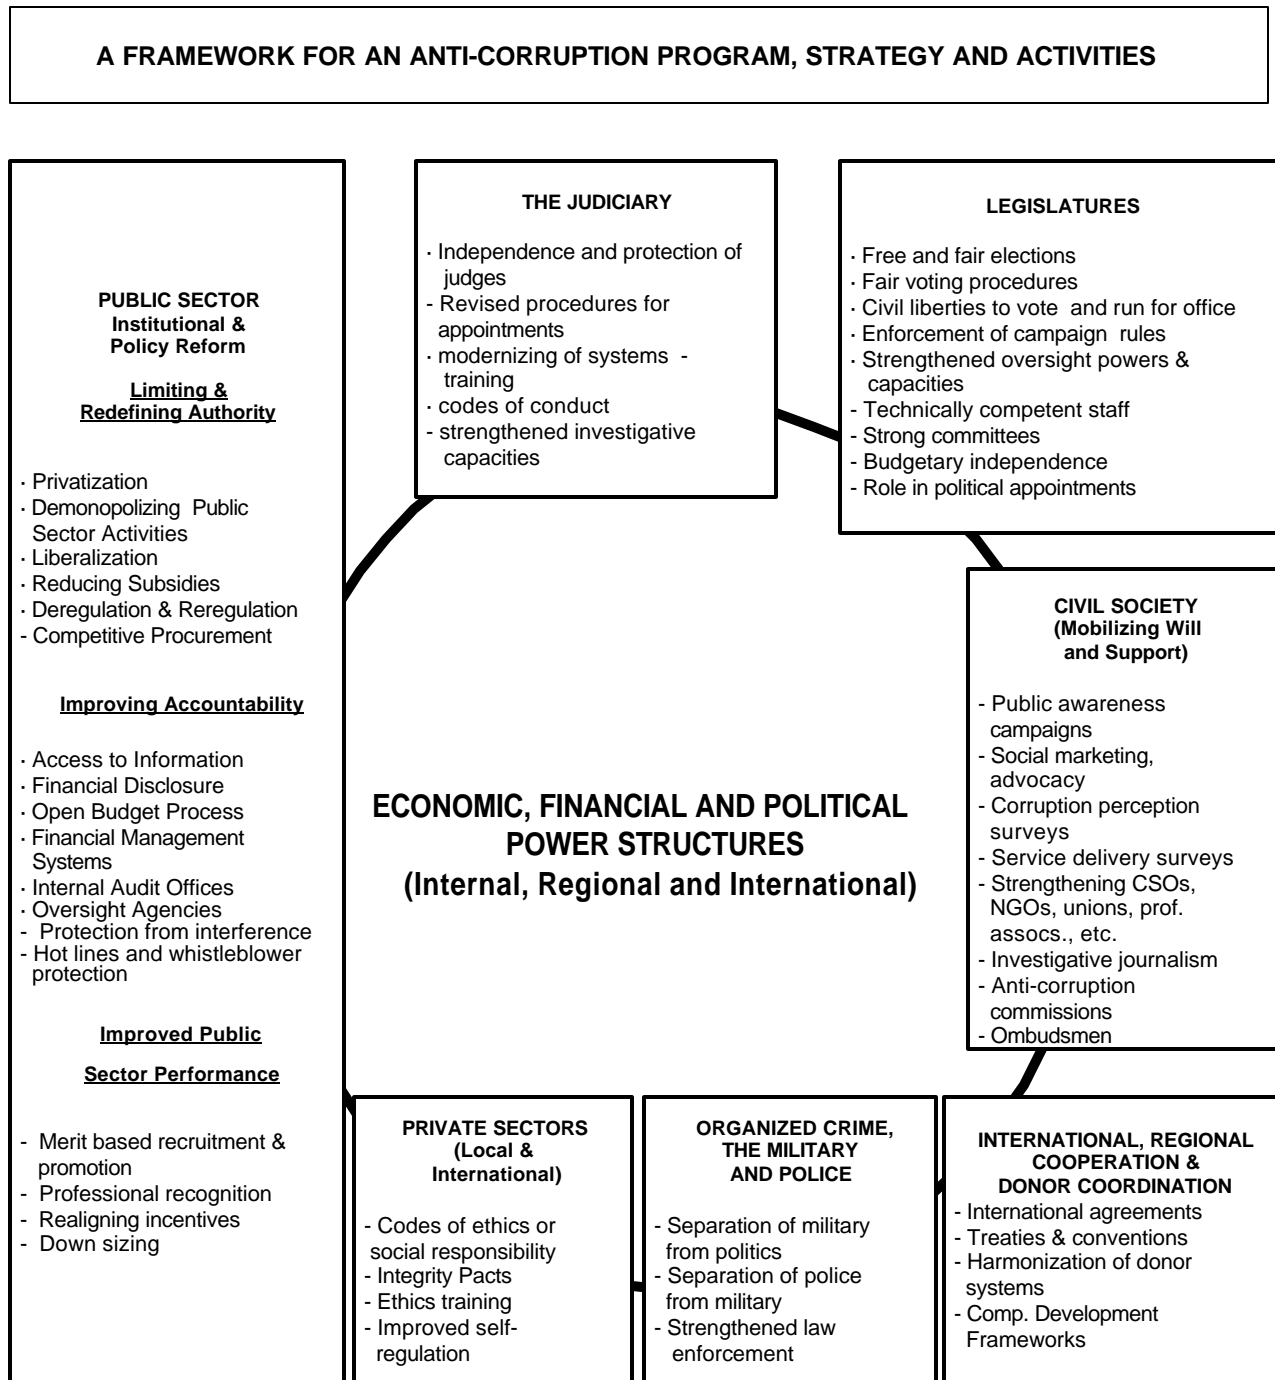 A FRAMEWORK FOR AN ANTI-CORRUPTION PROGRAM, STRATEGY AND ACTIVITIES
PUBLIC SECTOR
Institutional &
Policy Reform
Limiting &
Redefining Authority
· Privatization
· Demonopolizing Public
Sector Activities
· Liberalization
· Reducing Subsidies
· Deregulation & Reregulation
- Competitive Procurement
Improving Accountability
· Access to Information
· Financial Disclosure
· Open Budget Process
· Financial Management
Systems
· Internal Audit Offices
· Oversight Agencies
- Protection from interference
- Hot lines and whistleblower
protection
Improved Public
Sector Performance
- Merit based recruitment &
promotion
- Professional recognition
- Realigning incentives
- Down sizing
THE JUDICIARY
· Independence and protection of
judges
- Revised procedures for
appointments
· modernizing of systems -
training
· codes of conduct
- strengthened investigative
capacities
LEGISLATURES
· Free and fair elections
· Fair voting procedures
· Civil liberties to vote and run for office
· Enforcement of campaign rules
· Strengthened oversight powers &
capacities
- Technically competent staff
- Strong committees
- Budgetary independence
- Role in political appointments
CIVIL SOCIETY
(Mobilizing Will
and Support)
- Public awareness
campaigns
- Social marketing,
advocacy
- Corruption perception
surveys
- Service delivery surveys
- Strengthening CSOs,
NGOs, unions, prof.
assocs., etc.
- Investigative journalism
- Anti-corruption
commissions
- Ombudsmen
ECONOMIC, FINANCIAL AND POLITICAL
POWER STRUCTURES
(Internal, Regional and International)
PRIVATE SECTORS
(Local &
International)
- Codes of ethics or
social responsibility
- Integrity Pacts
- Ethics training
- Improved self-
regulation
ORGANIZED CRIME,
THE MILITARY
AND POLICE
- Separation of military
from politics
- Separation of police
from military
- Strengthened law
enforcement
INTERNATIONAL, REGIONAL
COOPERATION &
DONOR COORDINATION
- International agreements
- Treaties & conventions
- Harmonization of donor
systems
- Comp. Development
Frameworks